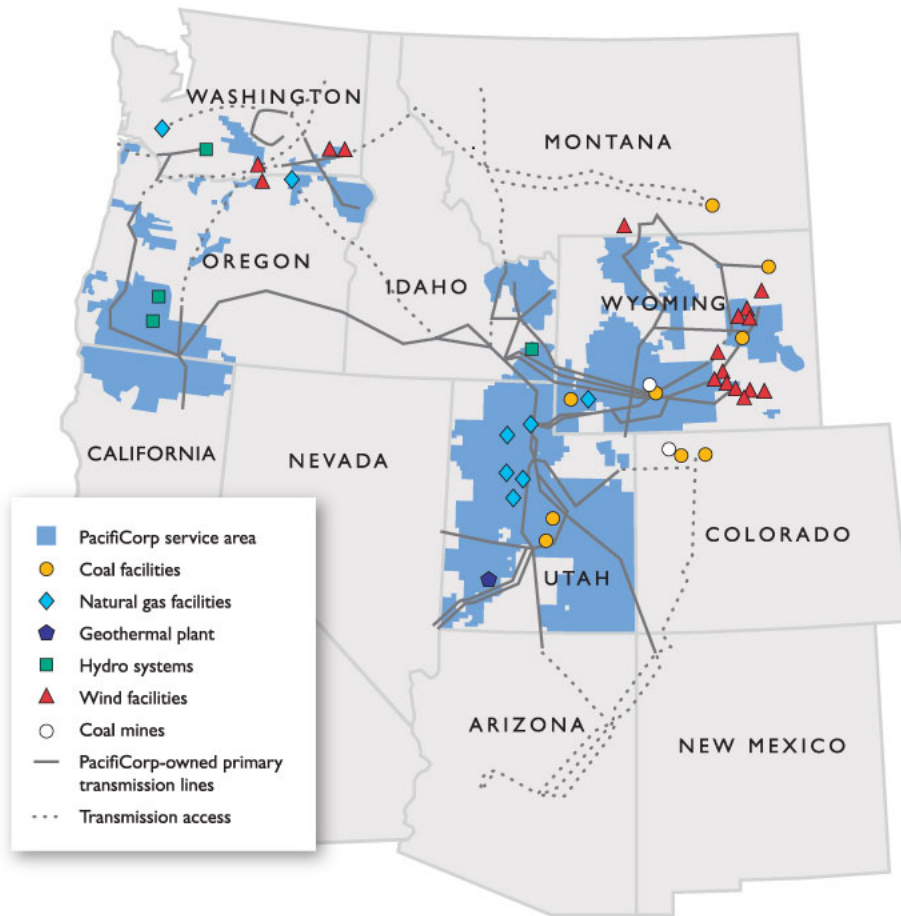 WASHINGTON
MONTANA
OREGON
IDAHO
WYOMING
CALIFORNIA
NEVADA
UTAH
COLORADO
ARIZONA
NEW MEXICO
PacifiCorp service area
Coal facilities
Natural gas facilities
Geothermal plant
Hydro systems
Wind facilities
Coal mines
PacifiCorp-owned primary
transmission lines
Transmission access